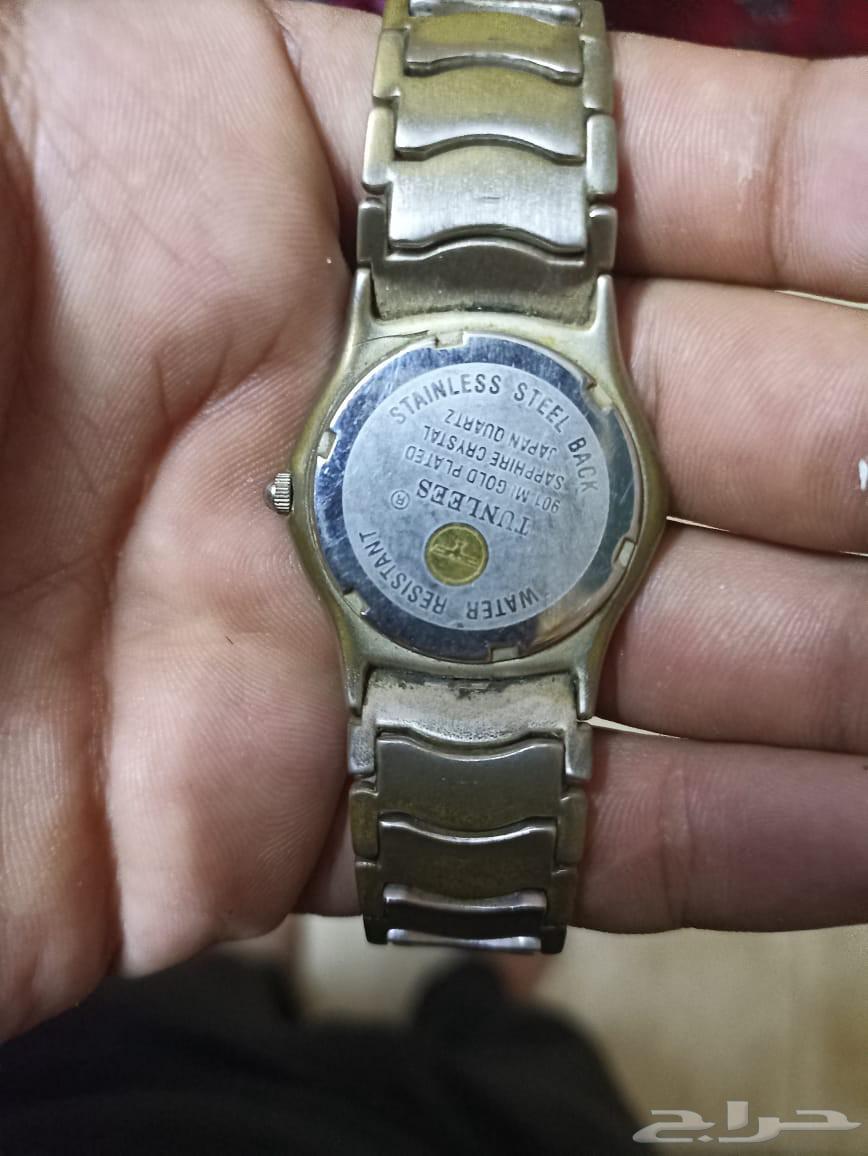 STAINLESS STEEL BACK
JAPAN QUARTZ
SAPPHIRE CRYSTAL
901 M. GOLD PLATED
TUNLEES ®
WATER RESISTANT
حراج